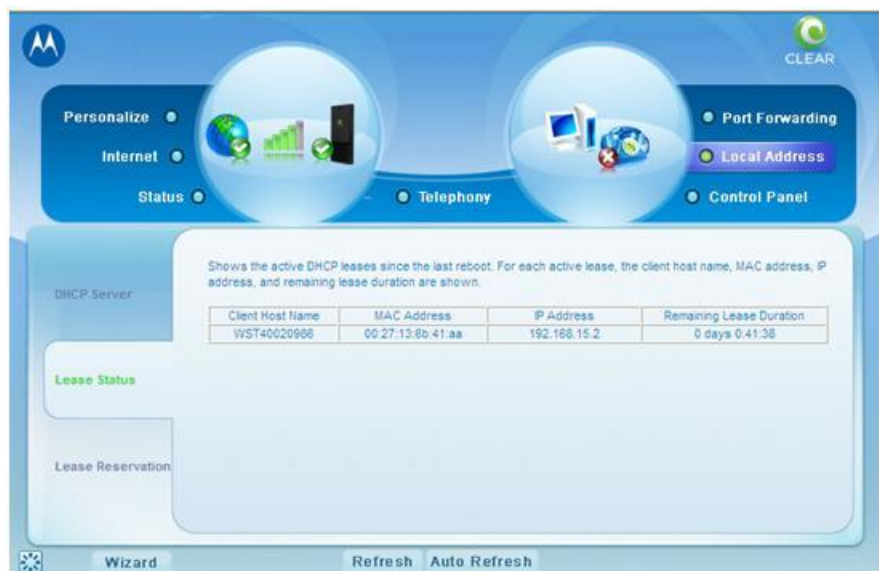 CLEAR
Personalize
Internet
Status
Telephony
Port Forwarding
Local Address
Control Panel
DHCP Server
Lease Status
Lease Reservation
Shows the active DHCP leases since the last reboot. For each active lease, the client host name, MAC address, IP
address, and remaining lease duration are shown.
Client Host Name MAC Address IP Address Remaining Lease Duration
WST40020966 00:27:13:6b:41:aa 192.168.15.2 0 days 0:41:38
Wizard Refresh Auto Refresh